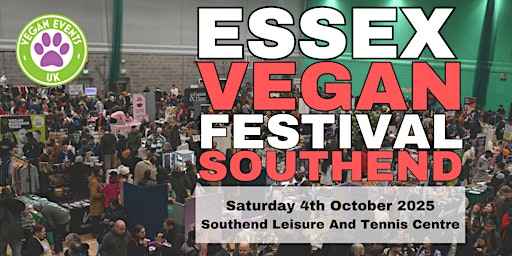 VEGAN EVENTS
UK
ESSEX
VEGAN
FESTIVAL
SOUTHEND
Saturday 4th October 2025
Southend Leisure And Tennis Centre